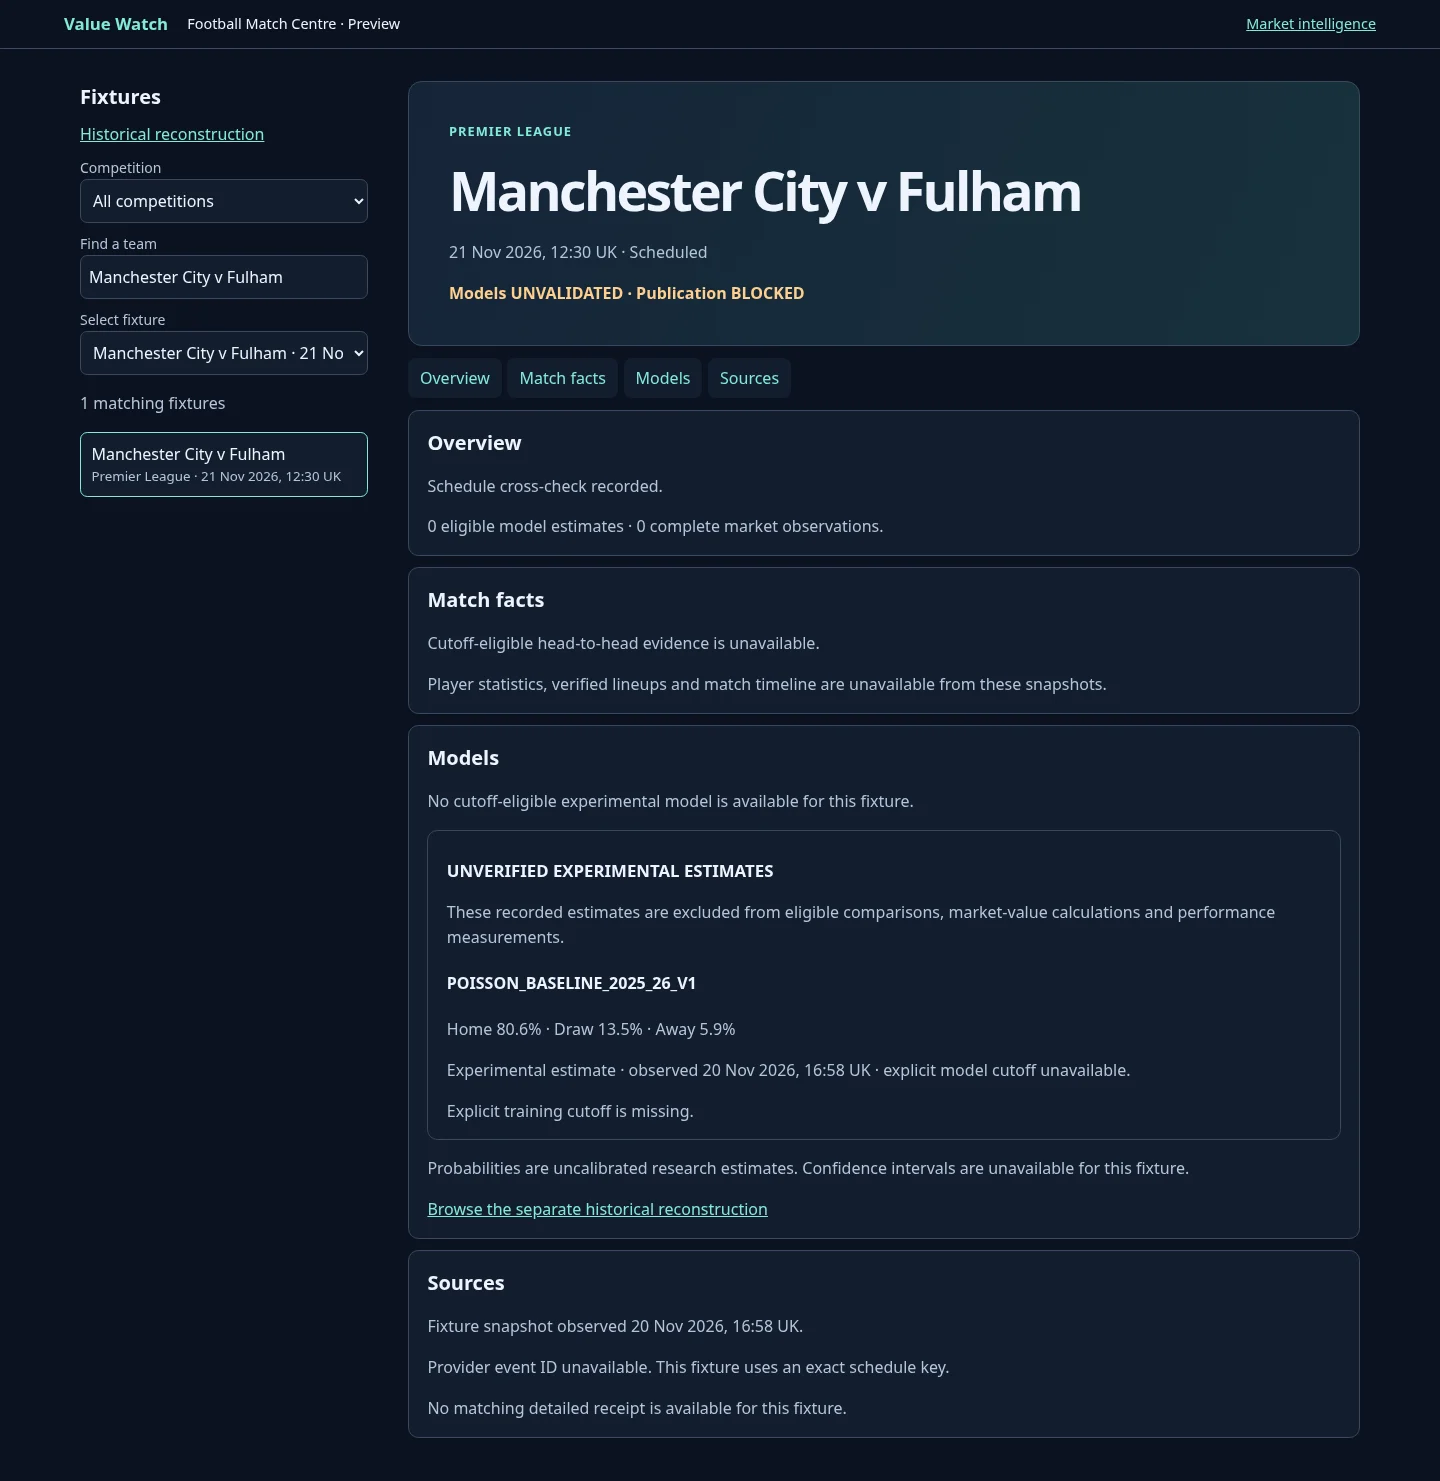 Value Watch
Football Match Centre · Preview
Market intelligence
Fixtures
Historical reconstruction
Competition
All competitions
Find a team
Manchester City v Fulham
Select fixture
Manchester City v Fulham · 21 No
1 matching fixtures
Manchester City v Fulham
Premier League · 21 Nov 2026, 12:30 UK
PREMIER LEAGUE
Manchester City v Fulham
21 Nov 2026, 12:30 UK · Scheduled
Models UNVALIDATED · Publication BLOCKED
Overview
Match facts
Models
Sources
Overview
Schedule cross-check recorded.
0 eligible model estimates · 0 complete market observations.
Match facts
Cutoff-eligible head-to-head evidence is unavailable.
Player statistics, verified lineups and match timeline are unavailable from these snapshots.
Models
No cutoff-eligible experimental model is available for this fixture.
UNVERIFIED EXPERIMENTAL ESTIMATES
These recorded estimates are excluded from eligible comparisons, market-value calculations and performance
measurements.
POISSON_BASELINE_2025_26_V1
Home 80.6% · Draw 13.5% · Away 5.9%
Experimental estimate · observed 20 Nov 2026, 16:58 UK · explicit model cutoff unavailable.
Explicit training cutoff is missing.
Probabilities are uncalibrated research estimates. Confidence intervals are unavailable for this fixture.
Browse the separate historical reconstruction
Sources
Fixture snapshot observed 20 Nov 2026, 16:58 UK.
Provider event ID unavailable. This fixture uses an exact schedule key.
No matching detailed receipt is available for this fixture.